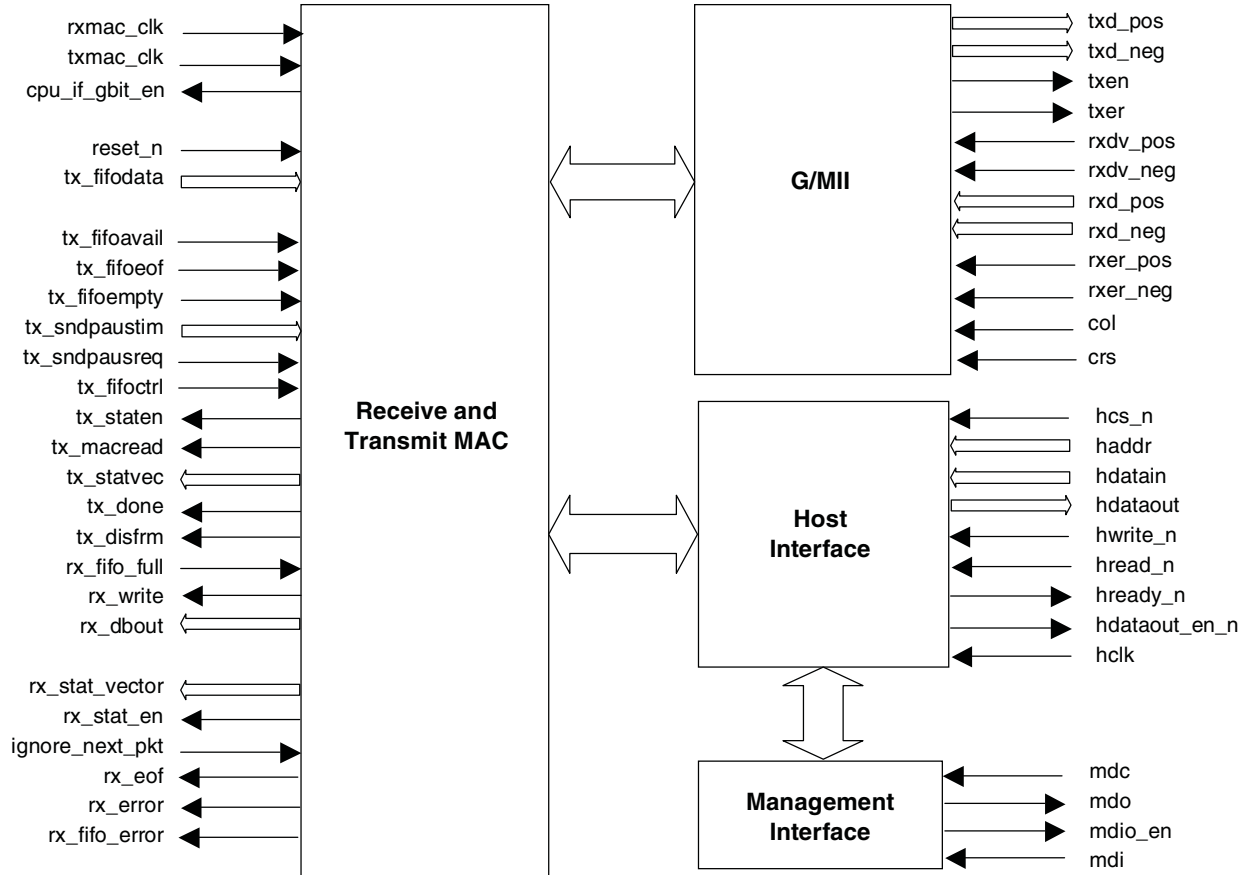 rxmac_clk
txmac_clk
cpu_if_gbit_en
reset_n
tx_fifodata
tx_fifoavail
tx_fifoeof
tx_fifoempty
tx_sndpaustim
tx_sndpausreq
tx_fifoctrl
tx_staten
tx_macread
tx_statvec
tx_done
tx_disfrm
rx_fifo_full
rx_write
rx_dbout
rx_stat_vector
rx_stat_en
ignore_next_pkt
rx_eof
rx_error
rx_fifo_error
Receive and
Transmit MAC
G/MII
txd_pos
txd_neg
txen
txer
rxdv_pos
rxdv_neg
rxd_pos
rxd_neg
rxer_pos
rxer_neg
col
crs
Host
Interface
hcs_n
haddr
hdatain
hdataout
hwrite_n
hread_n
hready_n
hdataout_en_n
hclk
Management
Interface
mdc
mdo
mdio_en
mdi